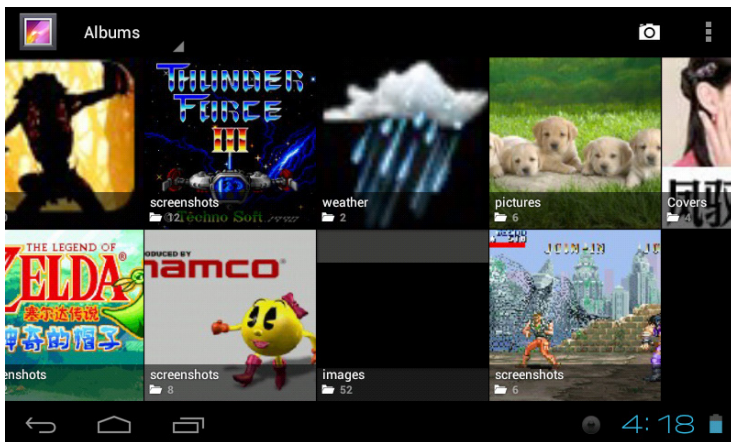 Albums
THUNDER
FORCE
III
screenshots
12
Techno Soft
weather
2
pictures
6
Covers
4
THE LEGEND OF
ZELDA
塞尔达传说
神奇的帽子
enshots
PRODUCED BY
namco
screenshots
8
images
52
JOIN-IN
screenshots
6
4:18